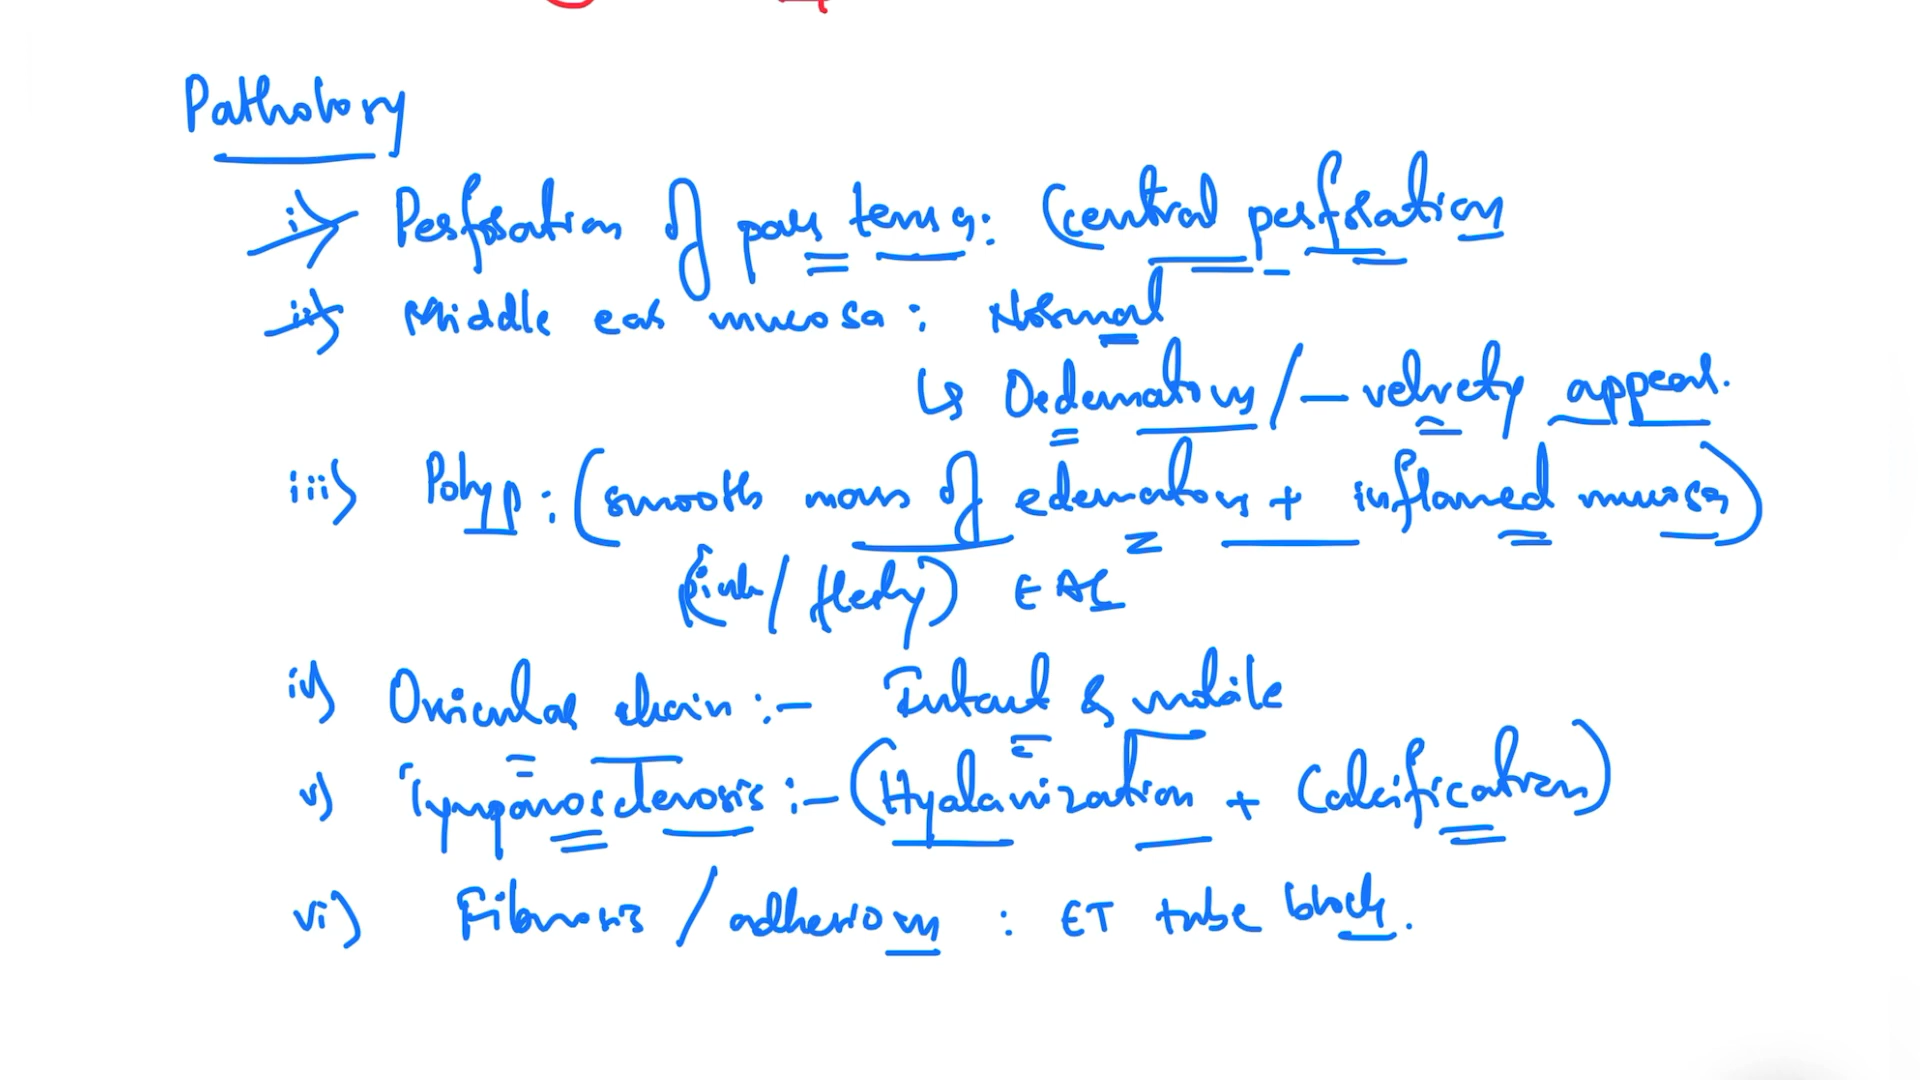 Pathology
i) Perforation of pars tensa: (central perforation
ii) Middle ear mucosa: Normal
↳ Oedematous / – velvety appear.
iii) Polyp: (smooth mass of edematous + inflamed mucosa)
(pink / fleshy) EAC
iv) Ossicular chain :- Intact & mobile
v) Tympanosclerosis :- (Hyalanization + Calcification)
vi) Fibrosis / adhesion : ET tube block.